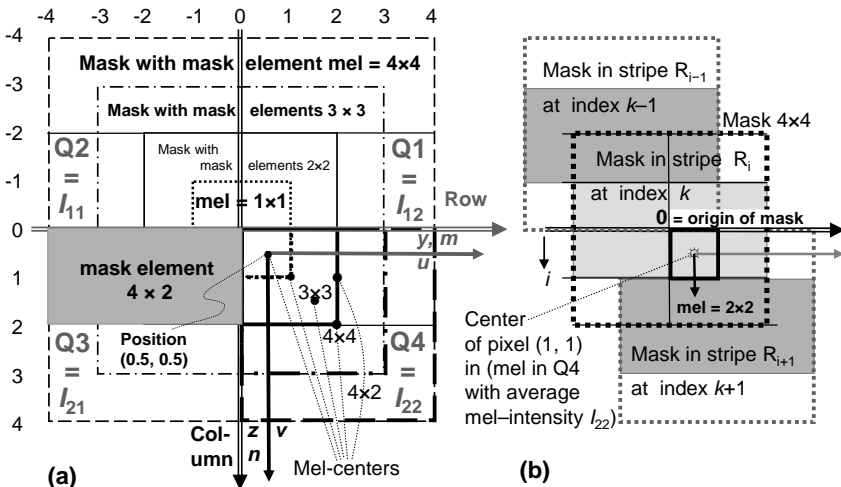 -4 -3 -2 -1 0 1 2 3 4
-4
-3
-2
-1
0
1
2
3
4
Mask with mask element mel = 4×4
Mask with mask elements 3 × 3
Mask with
mask elements 2×2
mel = 1×1
Q2
=
I11
Q1
=
I12
Row
y, m
u
mask element
4 × 2
3×3
4×4
4×2
Position
(0.5, 0.5)
Q3
=
I21
Q4
=
I22
Col-
umn
z v
n
Mel-centers
(a)
Mask in stripe Ri–1
at index k–1
Mask 4×4
Mask in stripe Ri
at index k
0 = origin of mask
i
mel = 2×2
Center
of pixel (1, 1)
in (mel in Q4
with average
mel–intensity I22)
Mask in stripe Ri+1
at index k+1
(b)